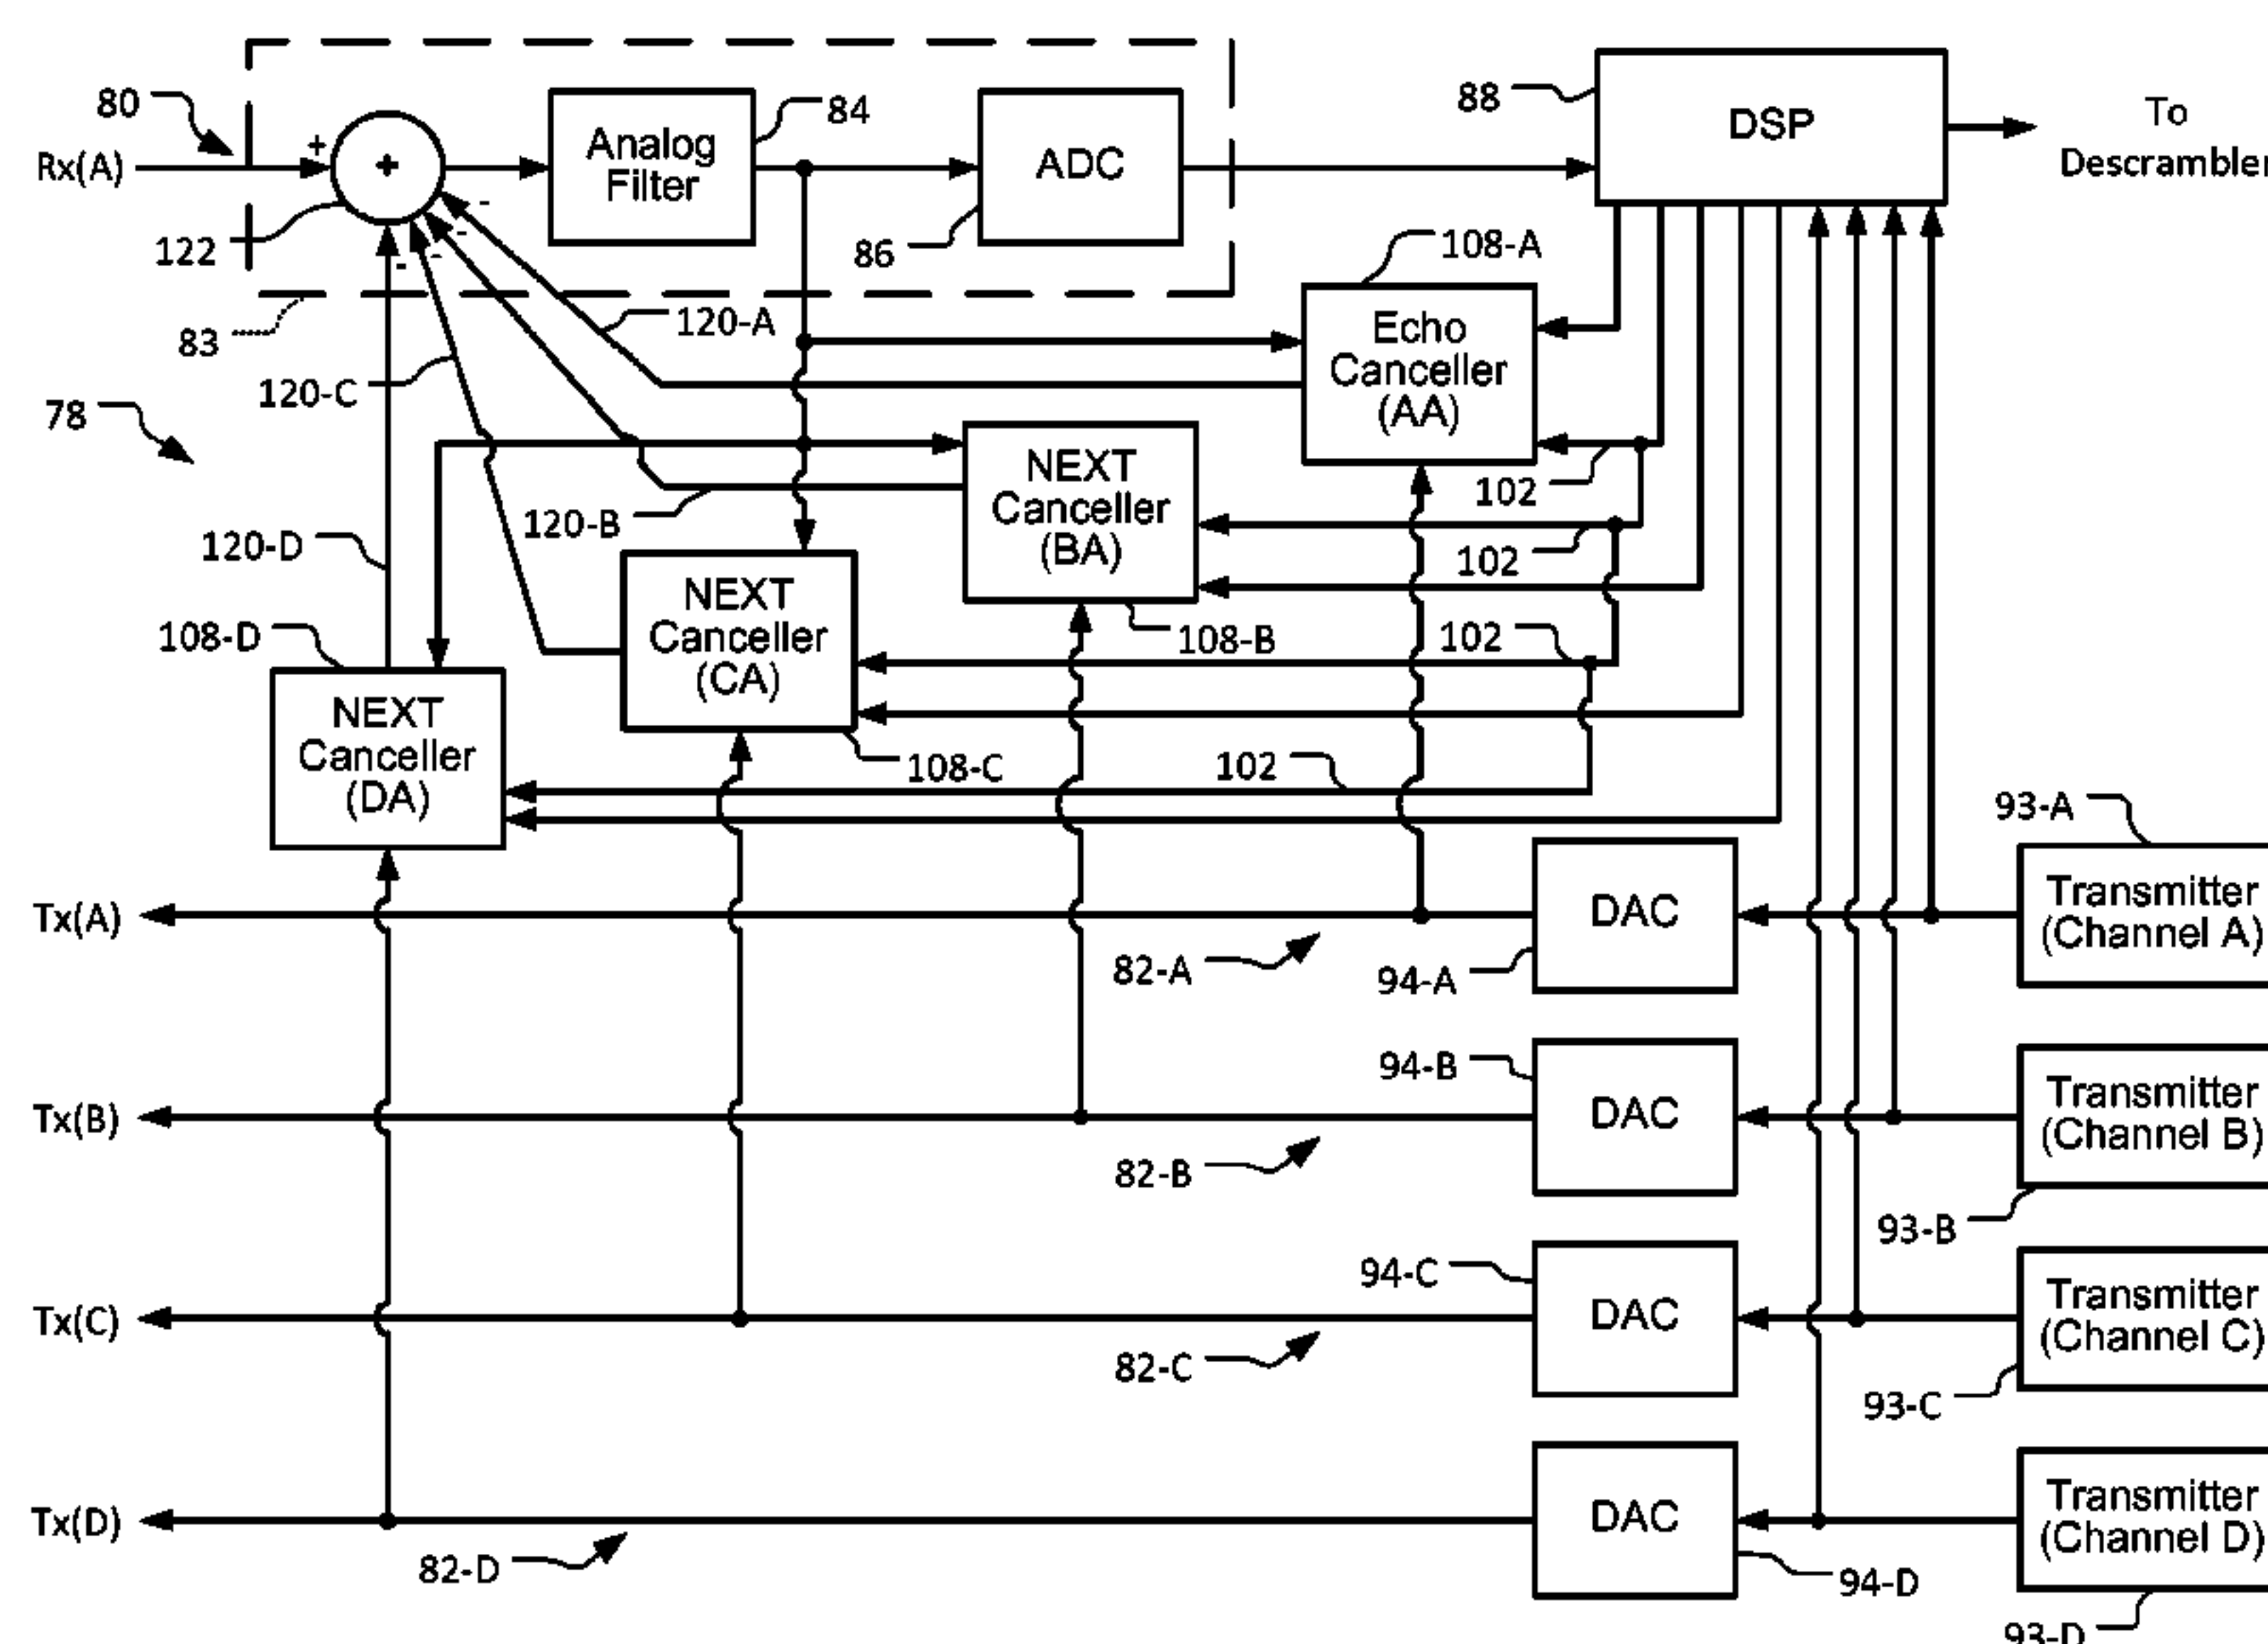 80
Rx(A)
+
+
122
Analog
Filter
84
ADC
86
88
DSP
To
Descrambler
-
-
-
-
83
120-A
108-A
Echo
Canceller
(AA)
78
120-C
102
NEXT
Canceller
(BA)
120-B
102
120-D
108-B
NEXT
Canceller
(CA)
102
108-D
NEXT
Canceller
(DA)
108-C
102
93-A
Tx(A)
82-A
94-A
DAC
Transmitter
(Channel A)
Tx(B)
82-B
94-B
DAC
Transmitter
(Channel B)
93-B
Tx(C)
82-C
94-C
DAC
Transmitter
(Channel C)
93-C
Tx(D)
82-D
DAC
94-D
Transmitter
(Channel D)
93-D